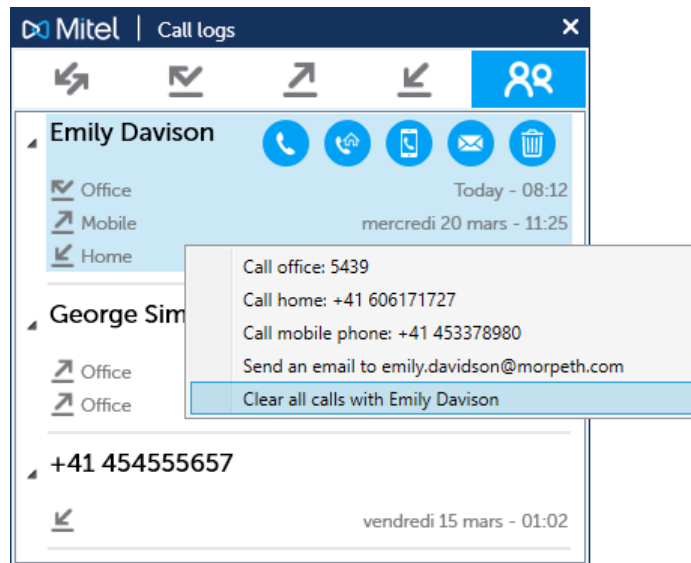 Mitel | Call logs
Emily Davison
Office Today - 08:12
Mobile mercredi 20 mars - 11:25
Home
Call office: 5439
Call home: +41 606171727
George Sim
Call mobile phone: +41 453378980
Office
Send an email to emily.davidson@morpeth.com
Office
Clear all calls with Emily Davison
+41 454555657
vendredi 15 mars - 01:02